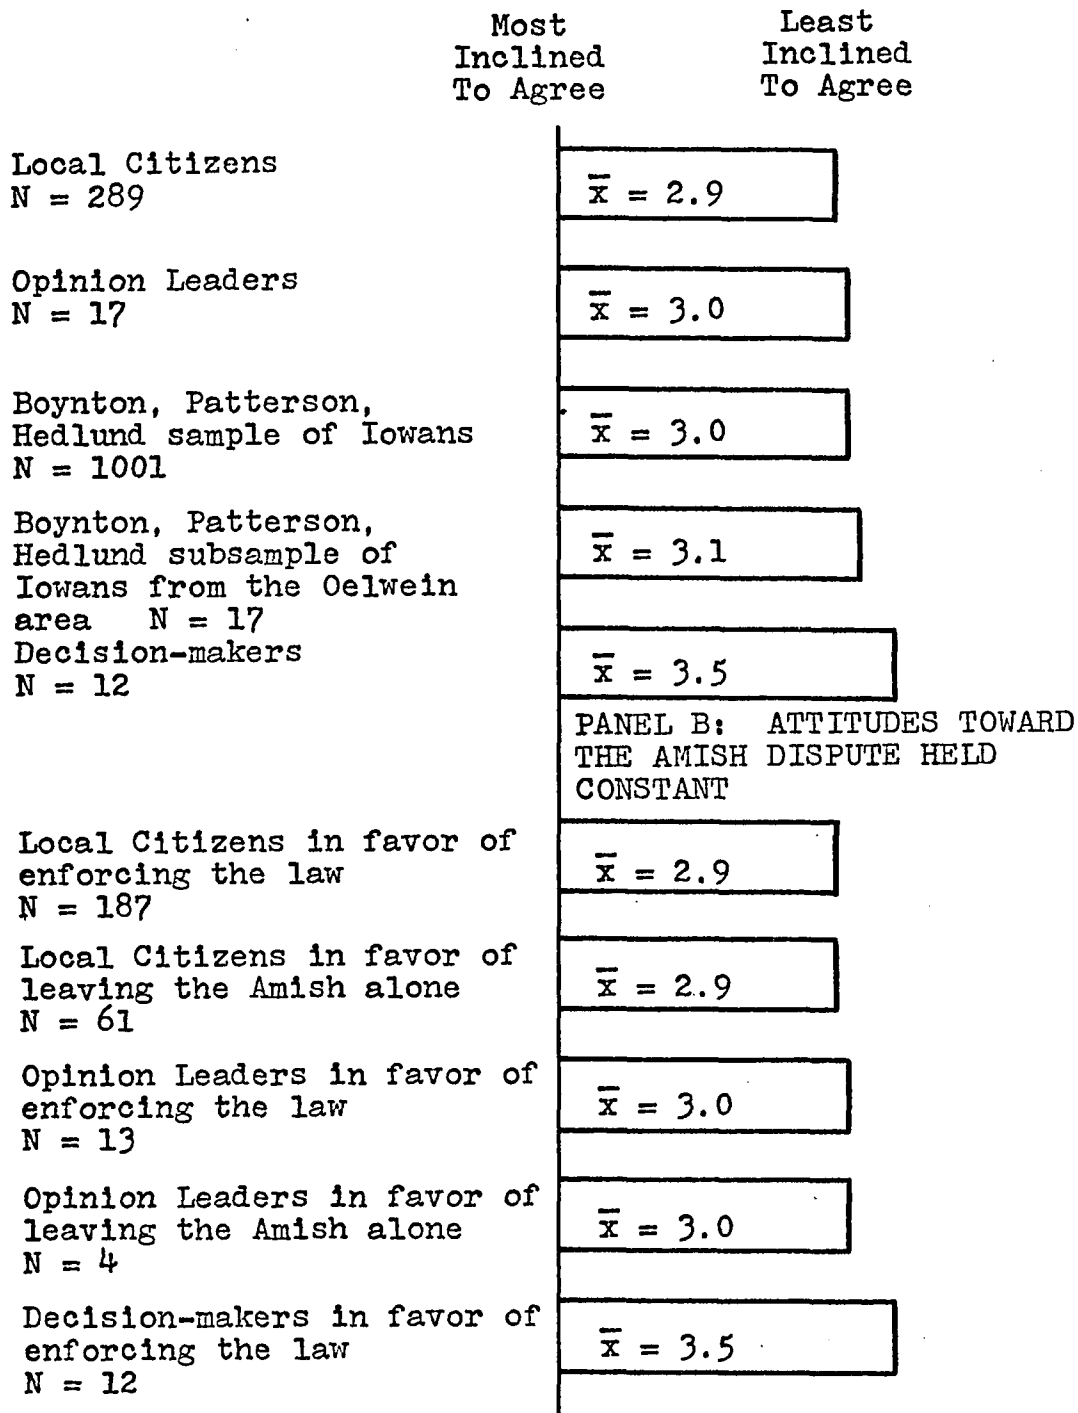 Most
Inclined
To Agree
Least
Inclined
To Agree
Local Citizens
N = 289
x̄ = 2.9
Opinion Leaders
N = 17
x̄ = 3.0
Boynton, Patterson,
Hedlund sample of Iowans
N = 1001
x̄ = 3.0
Boynton, Patterson,
Hedlund subsample of
Iowans from the Oelwein
area N = 17
x̄ = 3.1
Decision-makers
N = 12
x̄ = 3.5
PANEL B: ATTITUDES TOWARD
THE AMISH DISPUTE HELD
CONSTANT
Local Citizens in favor of
enforcing the law
N = 187
x̄ = 2.9
Local Citizens in favor of
leaving the Amish alone
N = 61
x̄ = 2.9
Opinion Leaders in favor of
enforcing the law
N = 13
x̄ = 3.0
Opinion Leaders in favor of
leaving the Amish alone
N = 4
x̄ = 3.0
Decision-makers in favor of
enforcing the law
N = 12
x̄ = 3.5